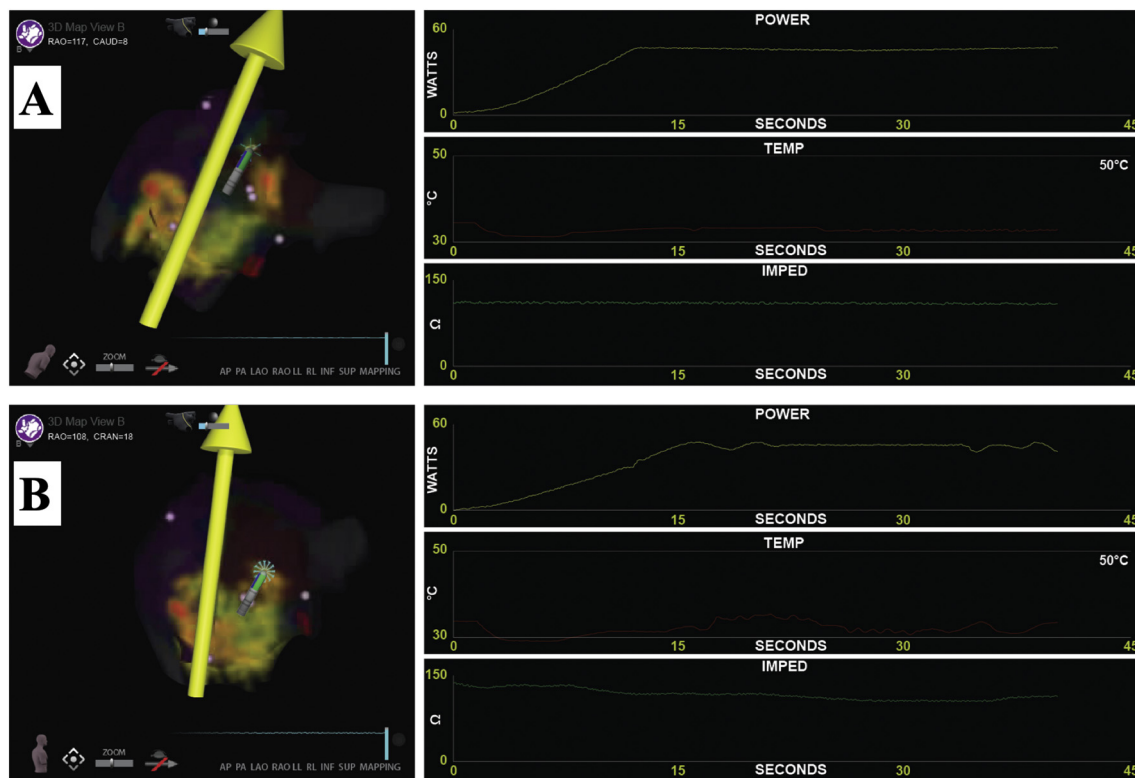 A
3D Map View B
RAO=117, CAUD=8
B
ZOOM
AP PA LAO RAO LL RL INF SUP MAPPING
POWER
60
WATTS
0
0 15 SECONDS 30 45
TEMP
50 50°C
°C
30
0 15 SECONDS 30 45
IMPED
150
Ω
0
0 15 SECONDS 30 45
B
3D Map View B
RAO=108, CRAN=18
B
ZOOM
AP PA LAO RAO LL RL INF SUP MAPPING
POWER
60
WATTS
0
0 15 SECONDS 30 45
TEMP
50 50°C
°C
30
0 15 SECONDS 30 45
IMPED
150
Ω
0
0 15 SECONDS 30 45